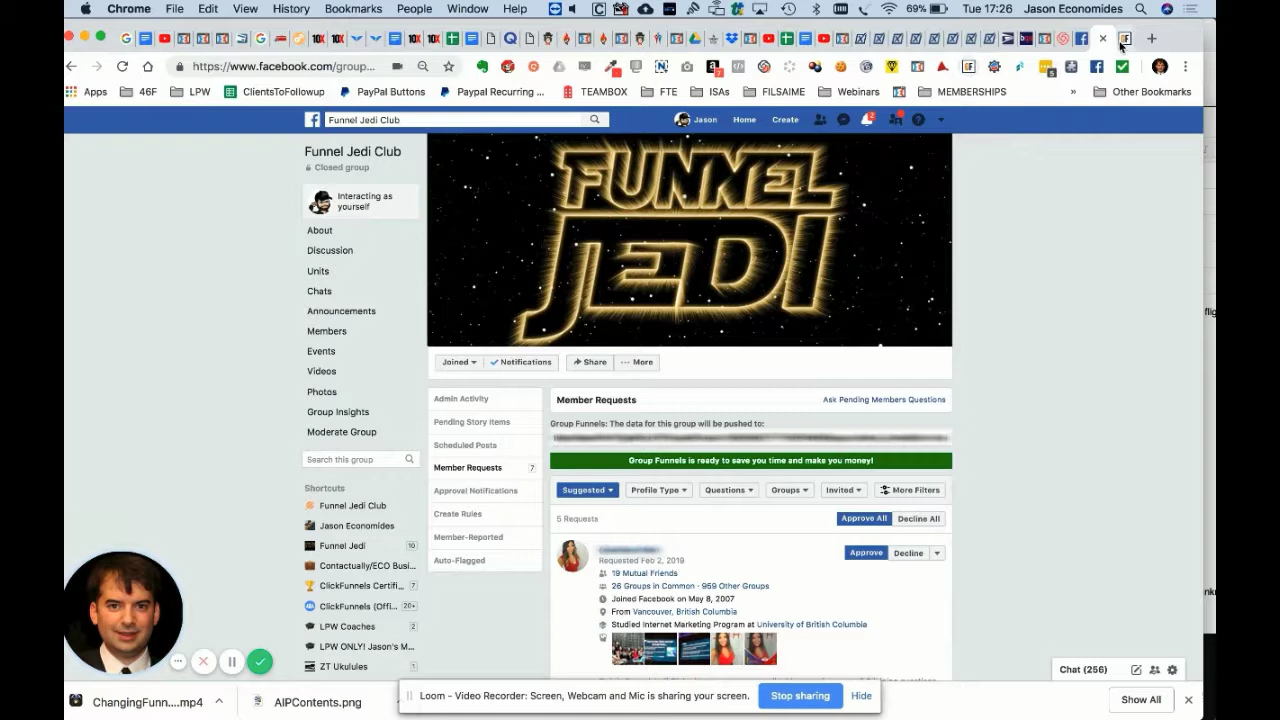 Chrome File Edit View History Bookmarks People Window Help 69% Tue 17:26 Jason Economides
https://www.facebook.com/group...
Apps 46F LPW ClientsToFollowup PayPal Buttons Paypal Recurring ... TEAMBOX FTE ISAs FILSAIME Webinars MEMBERSHIPS » Other Bookmarks
Funnel Jedi Club Jason Home Create 2
Funnel Jedi Club
Closed group
Interacting as
yourself
About
Discussion
Units
Chats
Announcements
Members
Events
Videos
Photos
Group Insights
Moderate Group
Search this group
Shortcuts
Funnel Jedi Club
Jason Economides
Funnel Jedi 10
Contactually/ECO Busi...
ClickFunnels Certifi... 7
ClickFunnels (Offi... 20+
LPW Coaches 2
LPW ONLY! Jason's M...
ZT Ukulules 1
FUNNEL
JEDI
Joined Notifications Share ... More
Admin Activity
Pending Story Items
Scheduled Posts
Member Requests 7
Approval Notifications
Create Rules
Member-Reported
Auto-Flagged
Member Requests Ask Pending Members Questions
Group Funnels: The data for this group will be pushed to:
Group Funnels is ready to save you time and make you money!
Suggested Profile Type Questions Groups Invited More Filters
5 Requests Approve All Decline All
Requested Feb 2, 2019 Approve Decline
19 Mutual Friends
26 Groups in Common · 959 Other Groups
Joined Facebook on May 8, 2007
From Vancouver, British Columbia
Studied Internet Marketing Program at University of British Columbia
Chat (256)
Loom - Video Recorder: Screen, Webcam and Mic is sharing your screen. Stop sharing Hide
ChangingFunn....mp4 AIPContents.png Show All